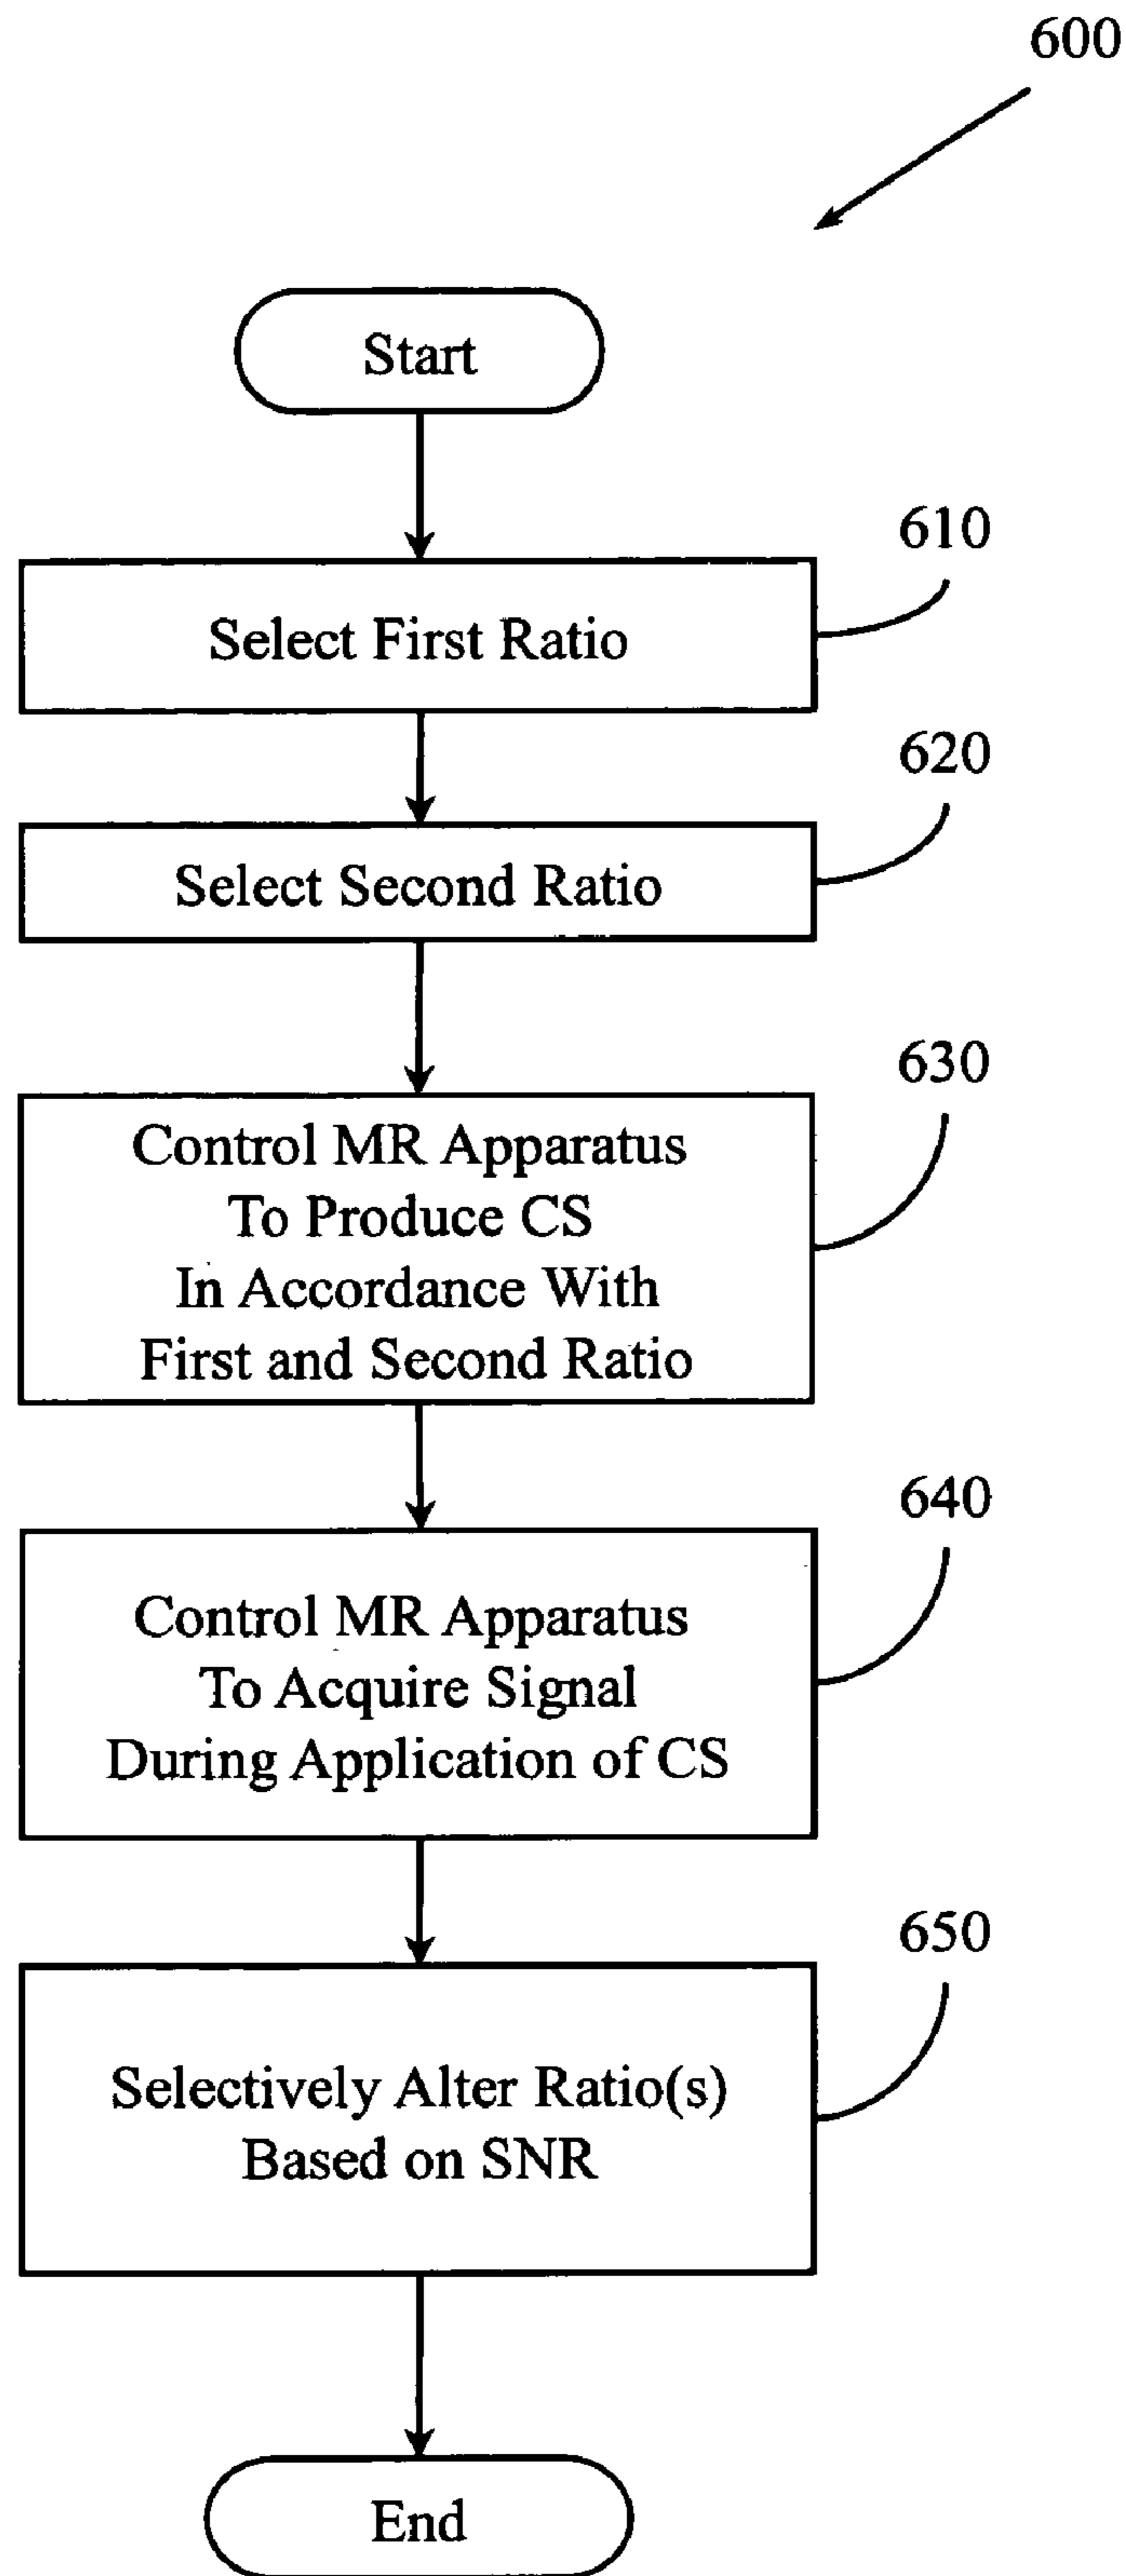 600
Start
610
Select First Ratio
620
Select Second Ratio
630
Control MR Apparatus
To Produce CS
In Accordance With
First and Second Ratio
640
Control MR Apparatus
To Acquire Signal
During Application of CS
650
Selectively Alter Ratio(s)
Based on SNR
End